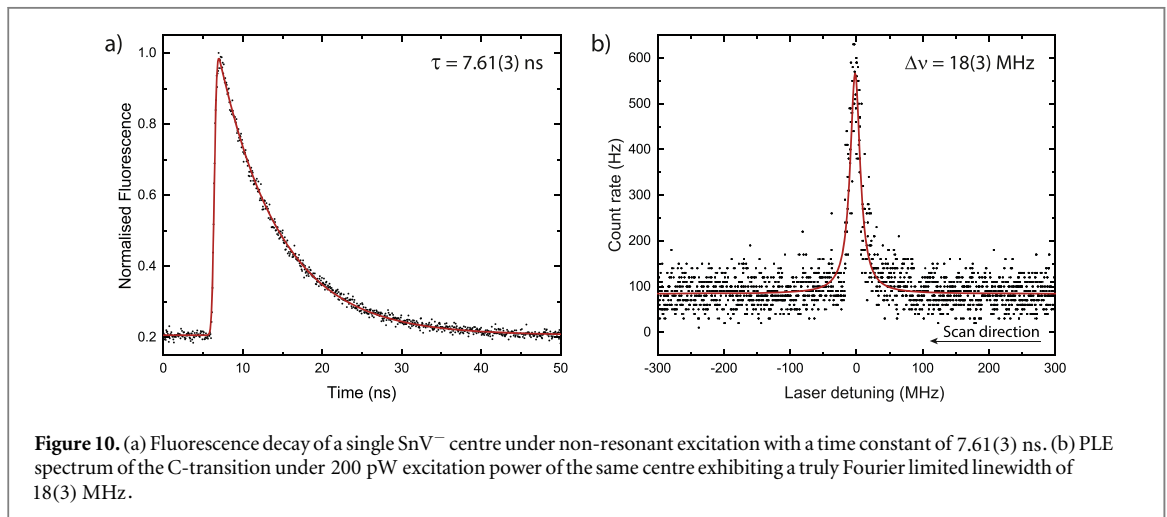 a)
τ = 7.61(3) ns
1.0
0.8
0.6
0.4
0.2
Normalised Fluorescence
0 10 20 30 40 50
Time (ns)
b)
Δν = 18(3) MHz
600
500
400
300
200
100
0
Count rate (Hz)
Scan direction
-300 -200 -100 0 100 200 300
Laser detuning (MHz)
Figure 10. (a) Fluorescence decay of a single SnV⁻ centre under non-resonant excitation with a time constant of 7.61(3) ns. (b) PLE
spectrum of the C-transition under 200 pW excitation power of the same centre exhibiting a truly Fourier limited linewidth of
18(3) MHz.